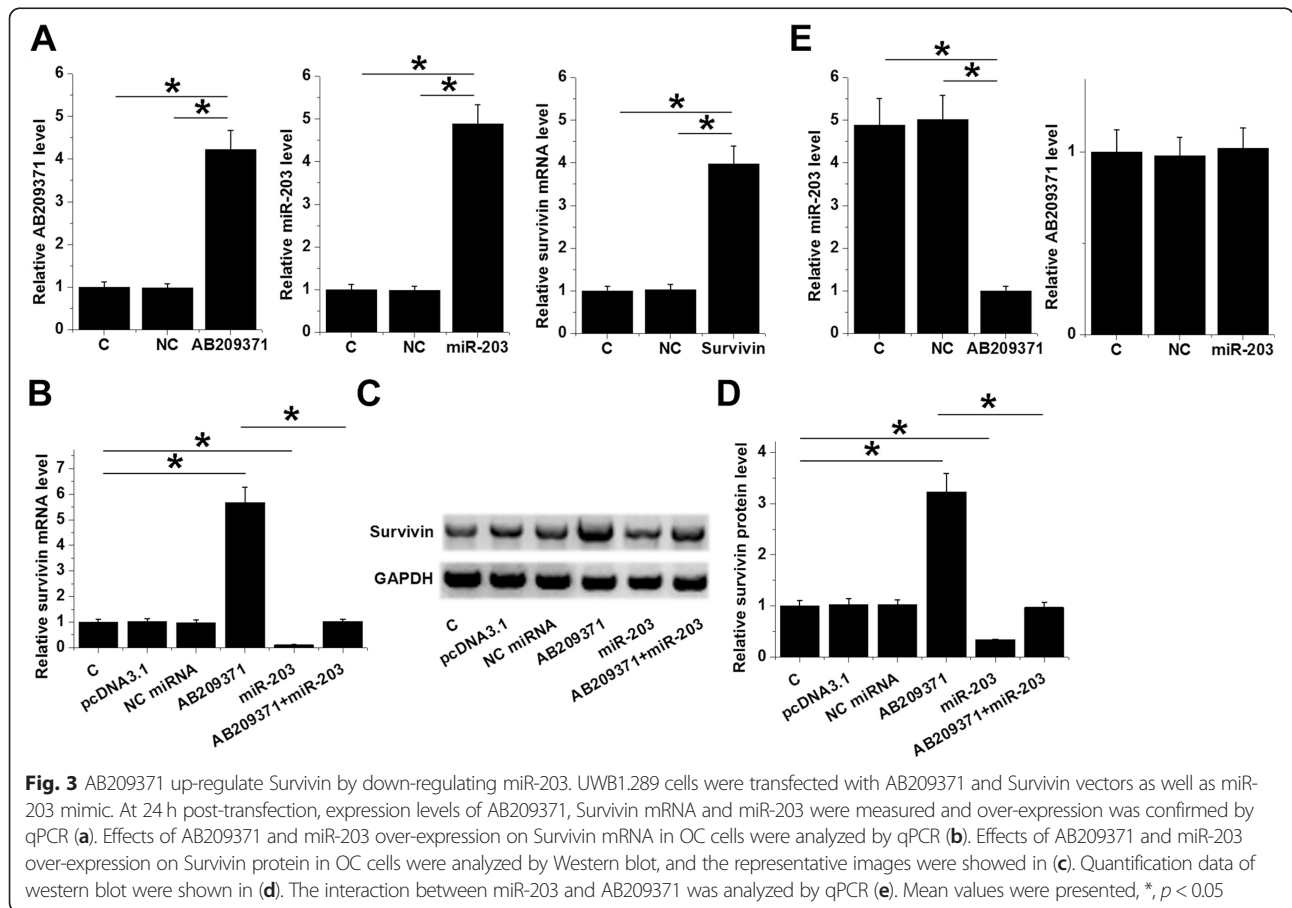 A
*
*
Relative AB209371 level
6
5
4
3
2
1
0
C NC AB209371
*
*
Relative miR-203 level
6
5
4
3
2
1
0
C NC miR-203
*
*
Relative survivin mRNA level
6
5
4
3
2
1
0
C NC Survivin
E
*
*
Relative miR-203 level
6
5
4
3
2
1
0
C NC AB209371
Relative AB209371 level
1
0
C NC miR-203
B
*
*
*
Relative survivin mRNA level
7
6
5
4
3
2
1
0
C
pcDNA3.1
NC miRNA
AB209371
miR-203
AB209371+miR-203
C
Survivin
GAPDH
C
pcDNA3.1
NC miRNA
AB209371
miR-203
AB209371+miR-203
D
*
*
*
Relative survivin protein level
4
3
2
1
0
C
pcDNA3.1
NC miRNA
AB209371
miR-203
AB209371+miR-203
Fig. 3 AB209371 up-regulate Survivin by down-regulating miR-203. UWB1.289 cells were transfected with AB209371 and Survivin vectors as well as miR-
203 mimic. At 24 h post-transfection, expression levels of AB209371, Survivin mRNA and miR-203 were measured and over-expression was confirmed by
qPCR (a). Effects of AB209371 and miR-203 over-expression on Survivin mRNA in OC cells were analyzed by qPCR (b). Effects of AB209371 and miR-203
over-expression on Survivin protein in OC cells were analyzed by Western blot, and the representative images were showed in (c). Quantification data of
western blot were shown in (d). The interaction between miR-203 and AB209371 was analyzed by qPCR (e). Mean values were presented, *, p < 0.05